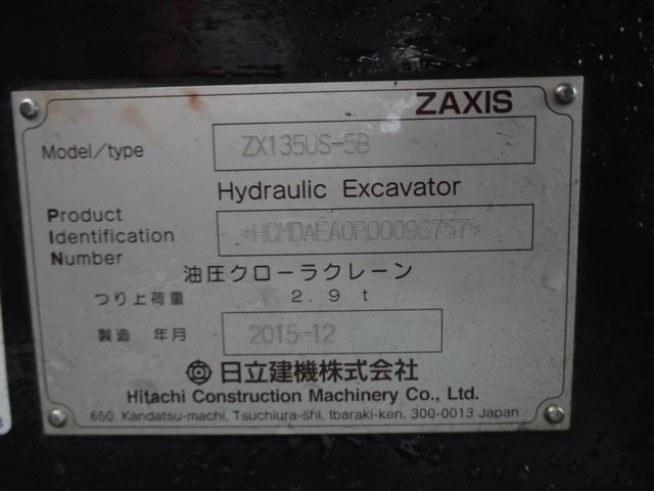 ZAXIS
Model/type ZX135US-5B
Hydraulic Excavator
Product
Identification *HCMDAEA0P00096757*
Number
油圧クローラクレーン
つり上荷重 2.9 t
製造 年月 2015-12
日立建機株式会社
Hitachi Construction Machinery Co., Ltd.
650, Kandatsu-machi, Tsuchiura-shi, Ibaraki-ken, 300-0013 Japan